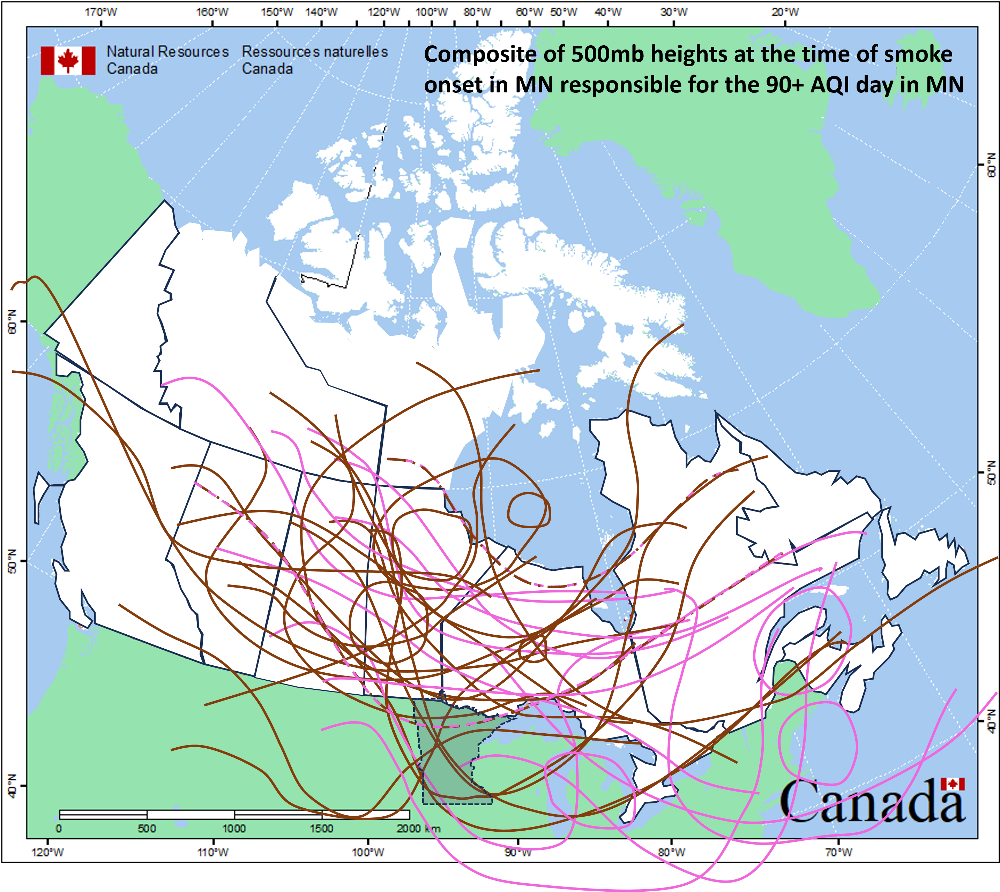 170°W 160°W 150°W 140°W 120°W 100°W 80°W 60°W 50°W 40°W 30°W 20°W
Natural Resources Ressources naturelles
Canada Canada
Composite of 500mb heights at the time of smoke
onset in MN responsible for the 90+ AQI day in MN
60°N
60°N
50°N
50°N
40°N
40°N
Canada
0 500 1000 1500 2000 km
120°W 110°W 100°W 90°W 80°W 70°W